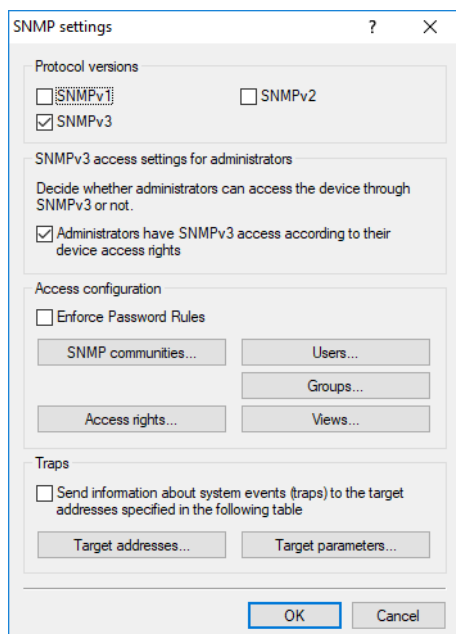 SNMP settings ?
Protocol versions
SNMPv1 SNMPv2
SNMPv3
SNMPv3 access settings for administrators
Decide whether administrators can access the device through
SNMPv3 or not.
Administrators have SNMPv3 access according to their
device access rights
Access configuration
Enforce Password Rules
SNMP communities... Users...
Groups...
Access rights... Views...
Traps
Send information about system events (traps) to the target
addresses specified in the following table
Target addresses... Target parameters...
OK Cancel